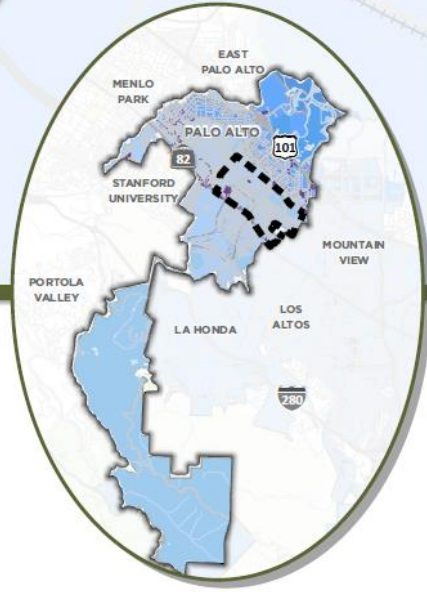 EAST
PALO ALTO
MENLO
PARK
PALO ALTO
101
82
STANFORD
UNIVERSITY
MOUNTAIN
VIEW
PORTOLA
VALLEY
LA HONDA
LOS
ALTOS
280